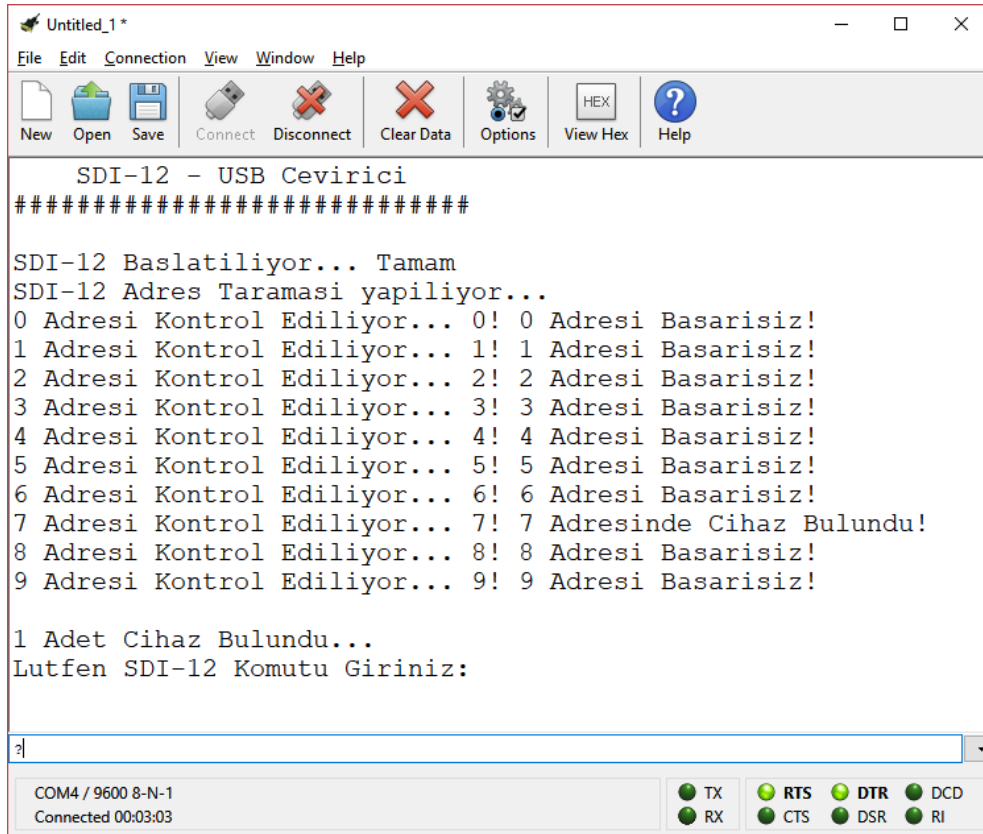 Untitled_1 *
File Edit Connection View Window Help
HEX
New Open Save Connect Disconnect Clear Data Options View Hex Help
SDI-12 - USB Cevirici
#############################
SDI-12 Baslatiliyor... Tamam
SDI-12 Adres Taramasi yapiliyor...
0 Adresi Kontrol Ediliyor... 0! 0 Adresi Basarisiz!
1 Adresi Kontrol Ediliyor... 1! 1 Adresi Basarisiz!
2 Adresi Kontrol Ediliyor... 2! 2 Adresi Basarisiz!
3 Adresi Kontrol Ediliyor... 3! 3 Adresi Basarisiz!
4 Adresi Kontrol Ediliyor... 4! 4 Adresi Basarisiz!
5 Adresi Kontrol Ediliyor... 5! 5 Adresi Basarisiz!
6 Adresi Kontrol Ediliyor... 6! 6 Adresi Basarisiz!
7 Adresi Kontrol Ediliyor... 7! 7 Adresinde Cihaz Bulundu!
8 Adresi Kontrol Ediliyor... 8! 8 Adresi Basarisiz!
9 Adresi Kontrol Ediliyor... 9! 9 Adresi Basarisiz!
1 Adet Cihaz Bulundu...
Lutfen SDI-12 Komutu Giriniz:
?
COM4 / 9600 8-N-1 TX RTS DTR DCD
Connected 00:03:03 RX CTS DSR RI